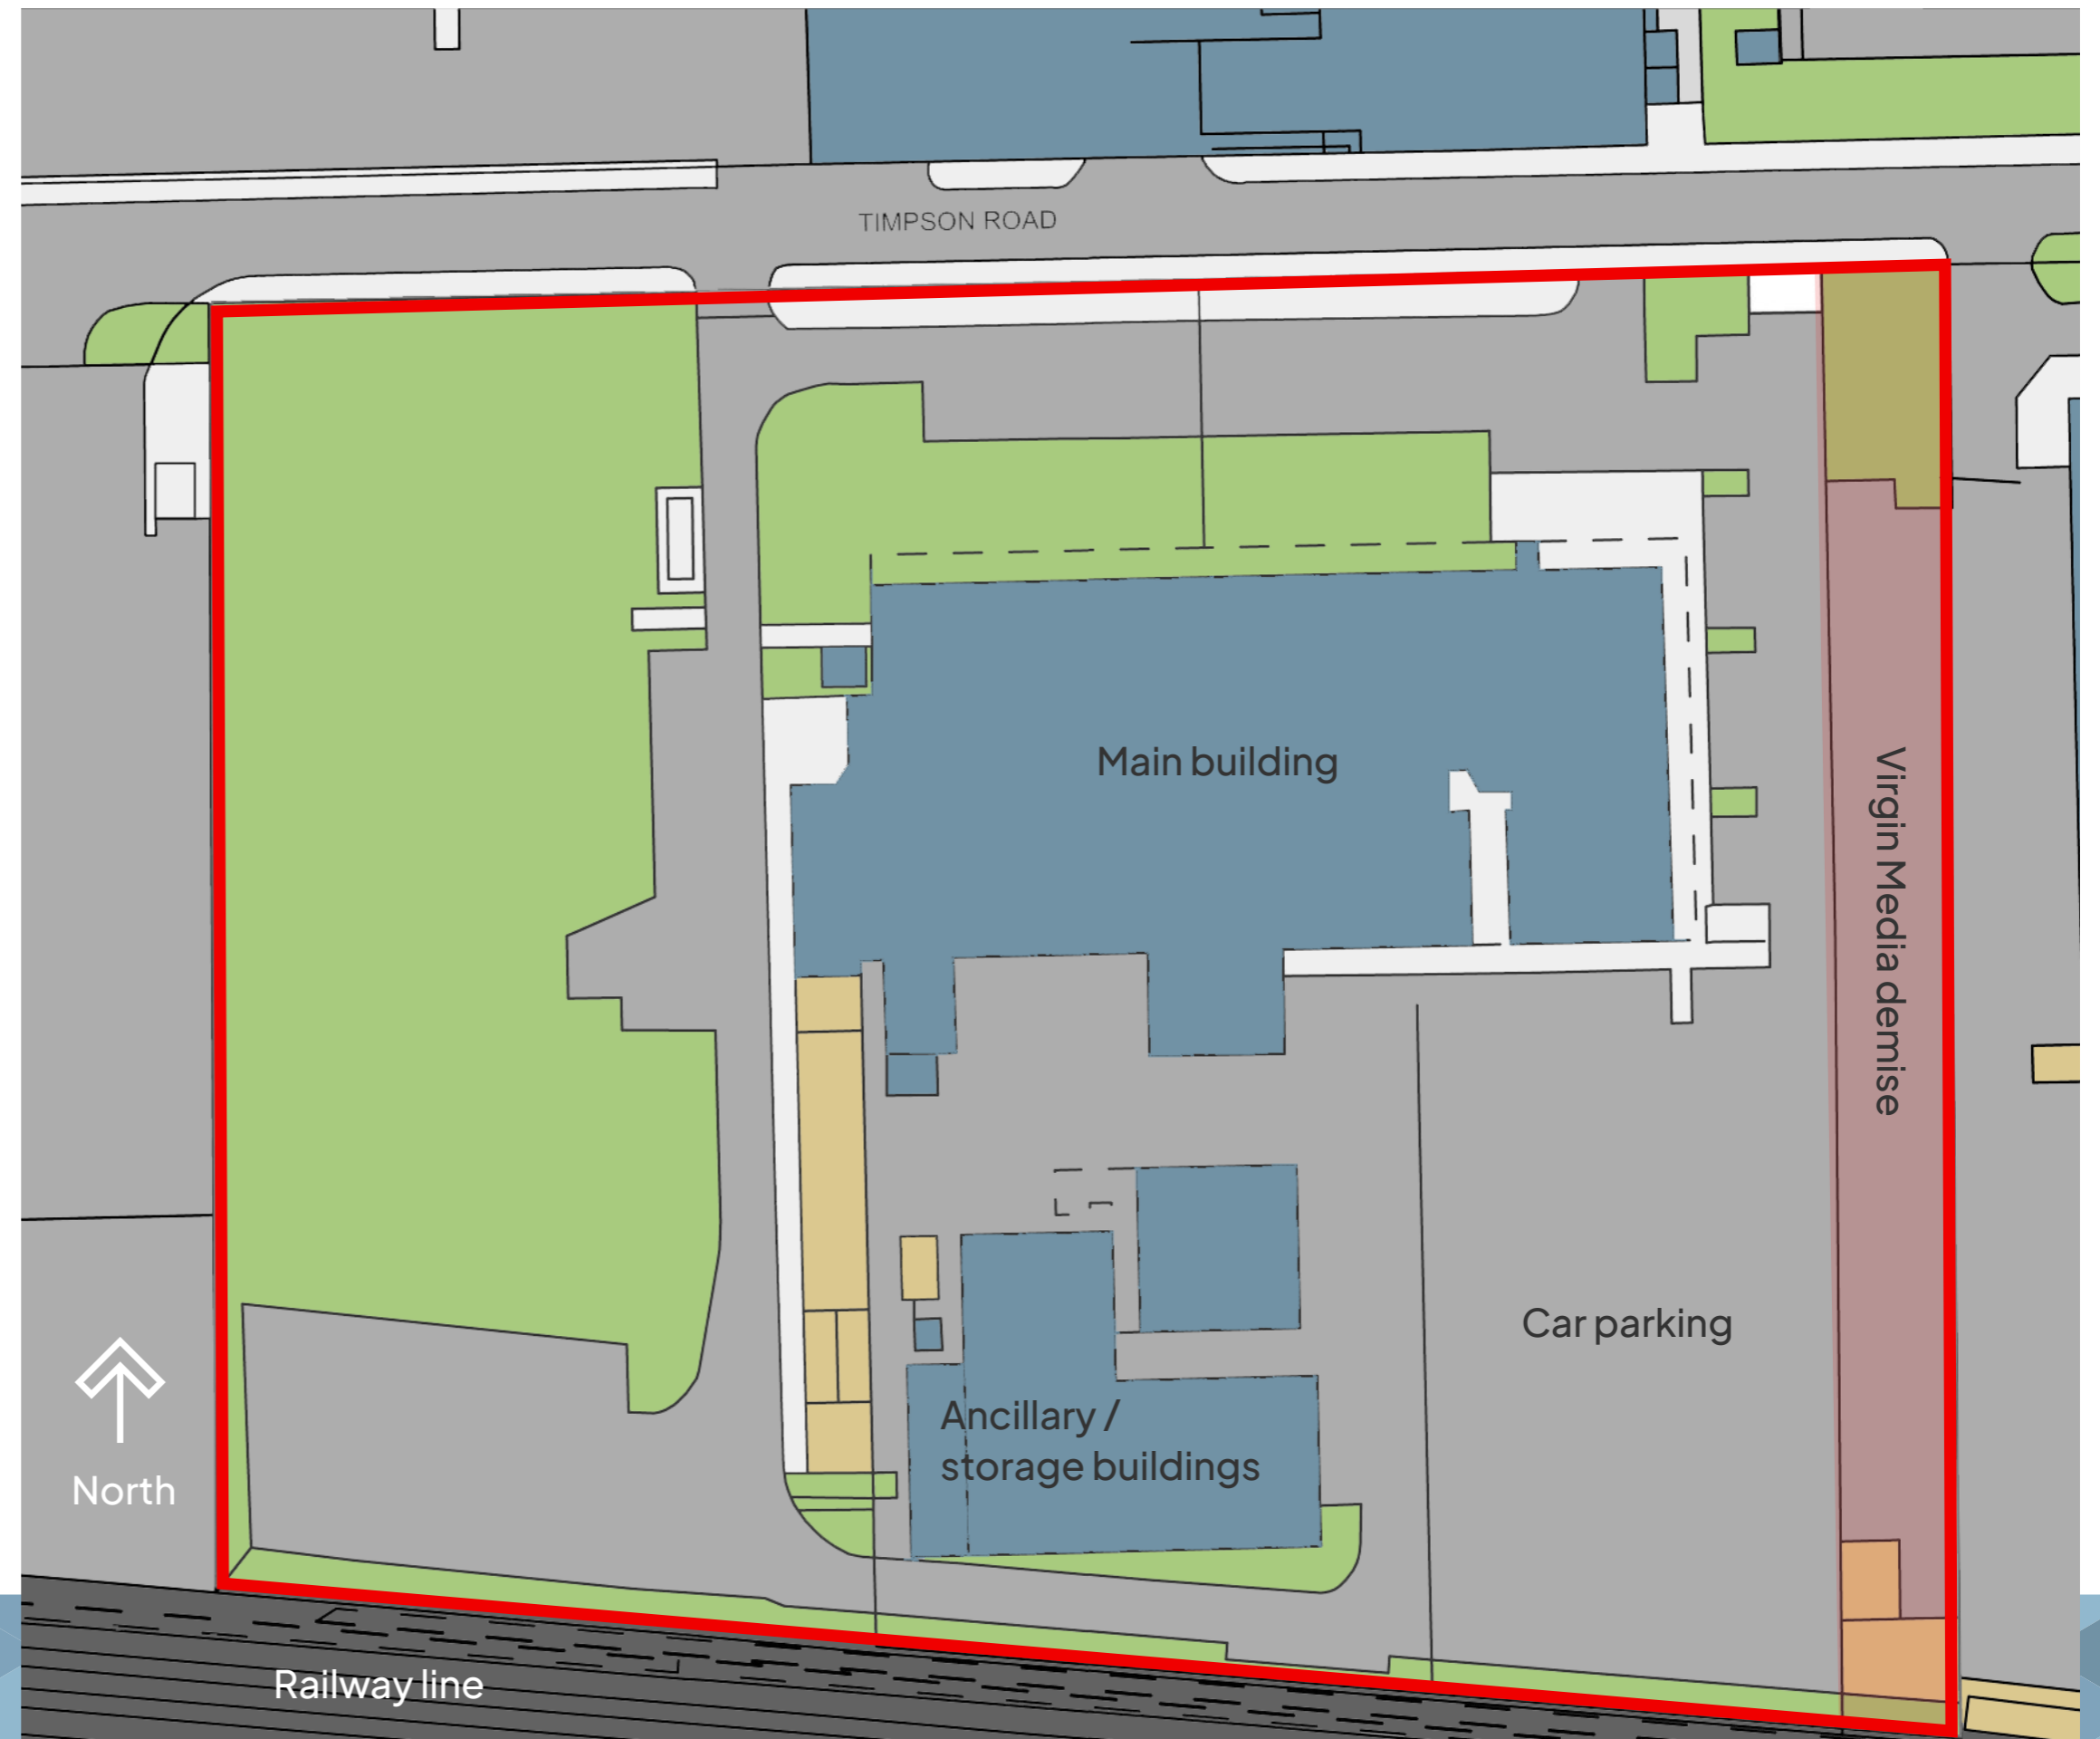 TIMPSON ROAD
Main building
Virgin Media demise
Car parking
Ancillary /
storage buildings
North
Railway line